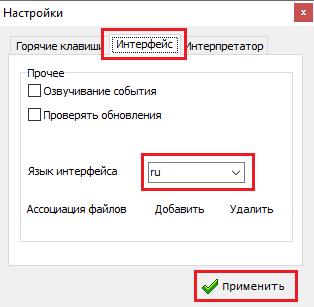 Настройки
Горячие клавиши Интерфейс Интерпретатор
Прочее
Озвучивание события
Проверять обновления
Язык интерфейса ru
Ассоциация файлов Добавить Удалить
Применить